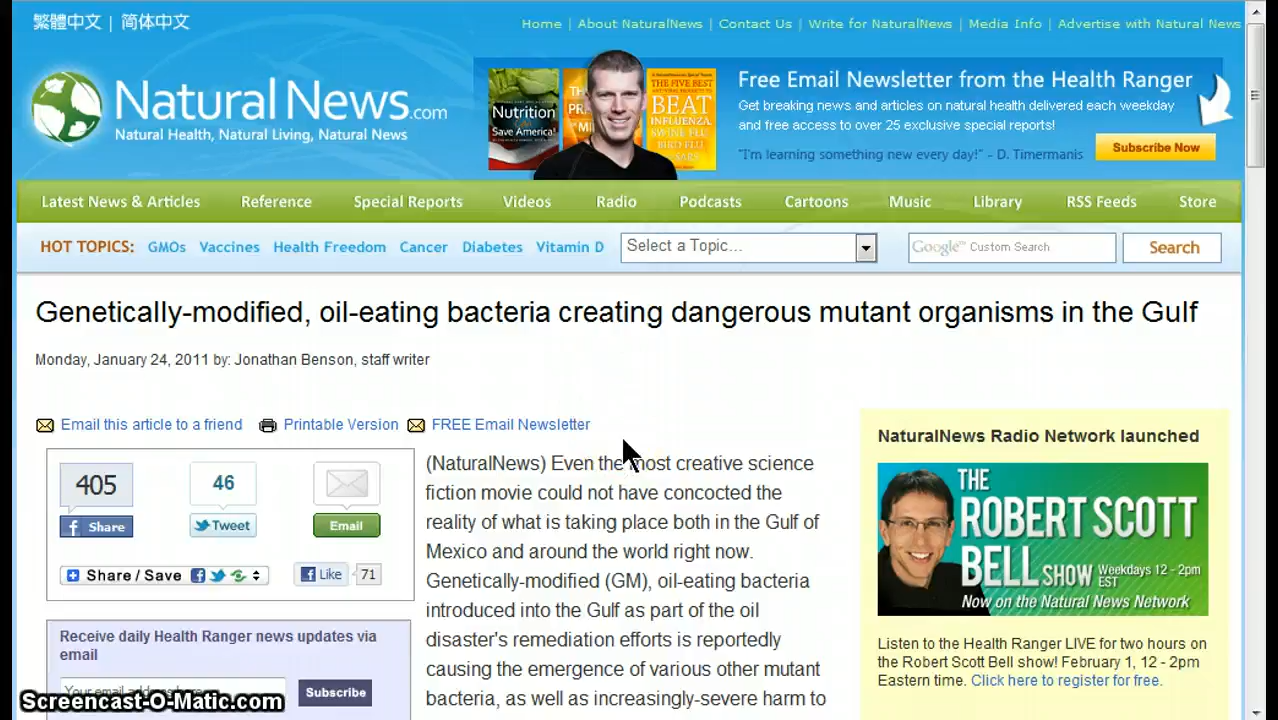 繁體中文 | 简体中文
Home | About NaturalNews | Contact Us | Write for NaturalNews | Media Info | Advertise with Natural News
NaturalNews.com
Natural Health, Natural Living, Natural News
Nutrition
Save America!
THE FIVE BEST
BEAT
INFLUENZA
SWINE FLU
BIRD FLU
Free Email Newsletter from the Health Ranger
Get breaking news and articles on natural health delivered each weekday
and free access to over 25 exclusive special reports!
"I'm learning something new every day!" - D. Timermanis
Subscribe Now
Latest News & Articles Reference Special Reports Videos Radio Podcasts Cartoons Music Library RSS Feeds Store
HOT TOPICS: GMOs Vaccines Health Freedom Cancer Diabetes Vitamin D Select a Topic... Google™ Custom Search Search
Genetically-modified, oil-eating bacteria creating dangerous mutant organisms in the Gulf
Monday, January 24, 2011 by: Jonathan Benson, staff writer
Email this article to a friend Printable Version FREE Email Newsletter
405 46
Share Tweet Email
Share / Save Like 71
Receive daily Health Ranger news updates via
email
Subscribe
(NaturalNews) Even the most creative science
fiction movie could not have concocted the
reality of what is taking place both in the Gulf of
Mexico and around the world right now.
Genetically-modified (GM), oil-eating bacteria
introduced into the Gulf as part of the oil
disaster's remediation efforts is reportedly
causing the emergence of various other mutant
bacteria, as well as increasingly-severe harm to
NaturalNews Radio Network launched
THE
ROBERT SCOTT
BELL SHOW Weekdays 12 - 2pm
EST
Now on the Natural News Network
Listen to the Health Ranger LIVE for two hours on
the Robert Scott Bell show! February 1, 12 - 2pm
Eastern time. Click here to register for free.
Screencast-O-Matic.com